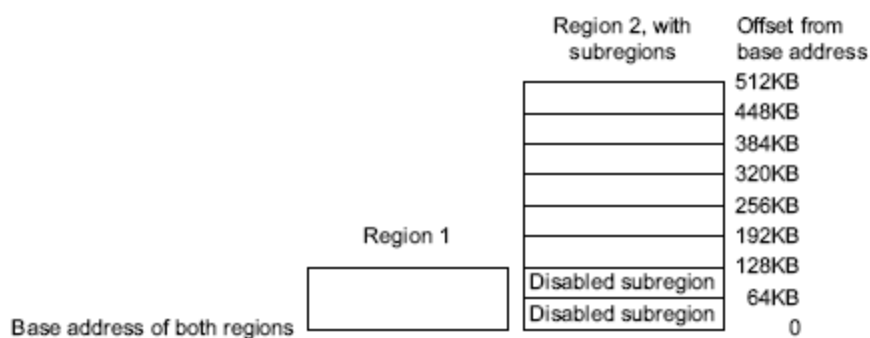 Region 2, with
subregions
Offset from
base address
512KB
448KB
384KB
320KB
256KB
Region 1
192KB
128KB
Disabled subregion
64KB
Disabled subregion
Base address of both regions
0